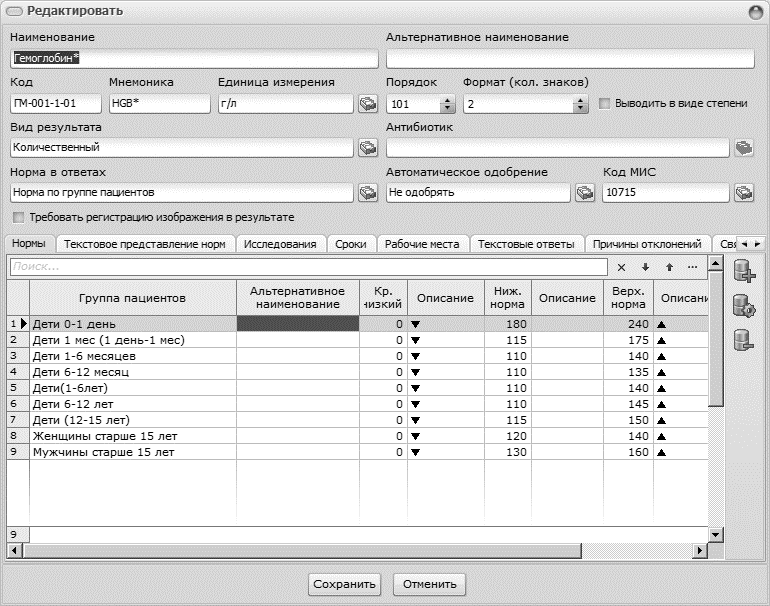 Редактировать
Наименование Альтернативное наименование
Гемоглобин*
Код Мнемоника Единица измерения Порядок Формат (кол. знаков)
ГМ-001-1-01 HGB* г/л 101 2 Выводить в виде степени
Вид результата Антибиотик
Количественный
Норма в ответах Автоматическое одобрение Код МИС
Норма по группе пациентов Не одобрять 10715
Требовать регистрацию изображения в результате
Нормы Текстовое представление норм Исследования Сроки Рабочие места Текстовые ответы Причины отклонений Свя
Поиск...
Группа пациентов Альтернативное наименование Кр. низкий Описание Ниж. норма Описание Верх. норма Описани
1 Дети 0-1 день 0 ▼ 180 240 ▲
2 Дети 1 мес (1 день-1 мес) 0 ▼ 115 175 ▲
3 Дети 1-6 месяцев 0 ▼ 110 140 ▲
4 Дети 6-12 месяц 0 ▼ 110 135 ▲
5 Дети(1-6лет) 0 ▼ 110 140 ▲
6 Дети 6-12 лет 0 ▼ 110 145 ▲
7 Дети (12-15 лет) 0 ▼ 115 150 ▲
8 Женщины старше 15 лет 0 ▼ 120 140 ▲
9 Мужчины старше 15 лет 0 ▼ 130 160 ▲
9
Сохранить Отменить